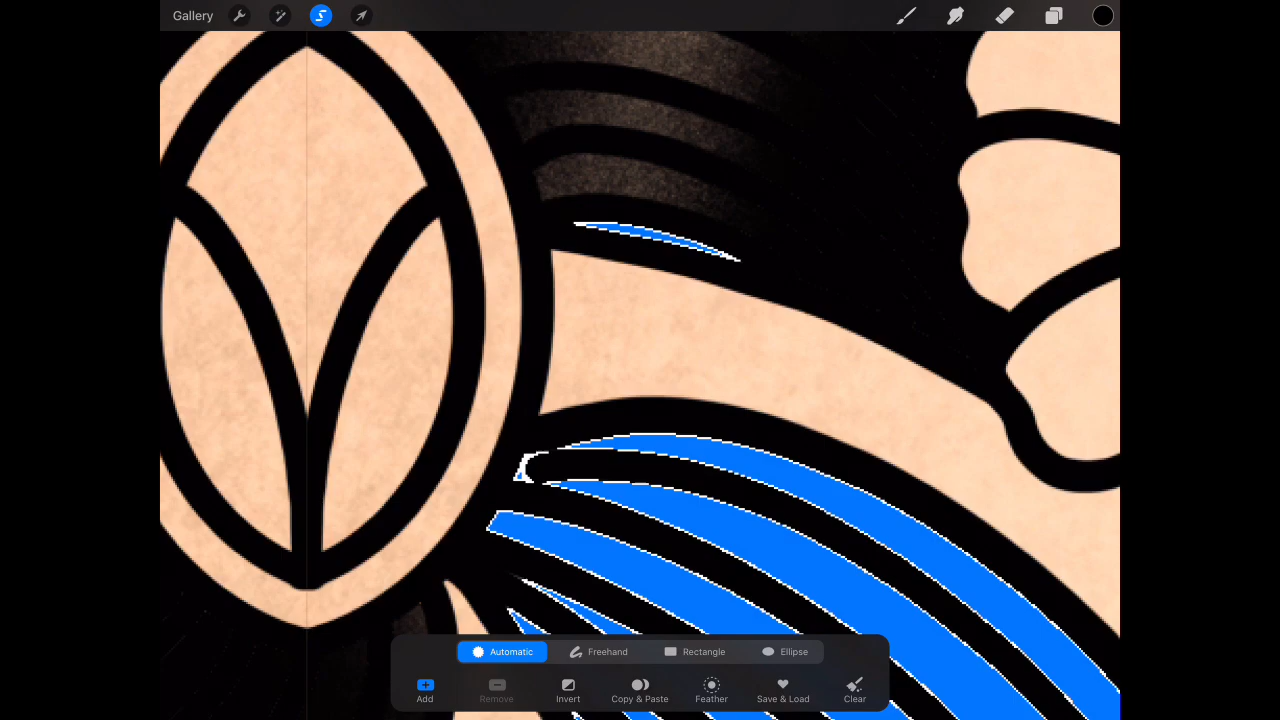 Gallery
Automatic Freehand Rectangle Ellipse
Add Remove Invert Copy & Paste Feather Save & Load Clear